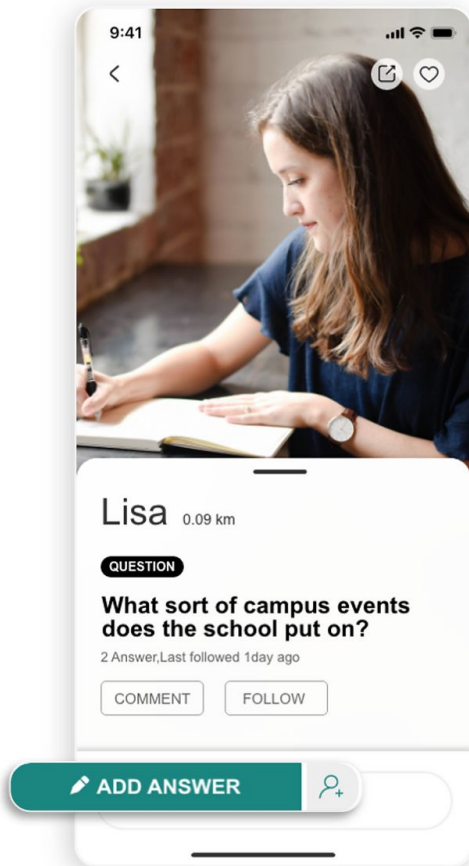 9:41
Lisa 0.09 km
QUESTION
What sort of campus events
does the school put on?
2 Answer,Last followed 1day ago
COMMENT FOLLOW
ADD ANSWER